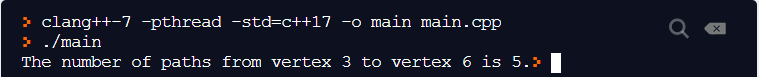 > clang++-7 -pthread -std=c++17 -o main main.cpp
> ./main
The number of paths from vertex 3 to vertex 6 is 5.>